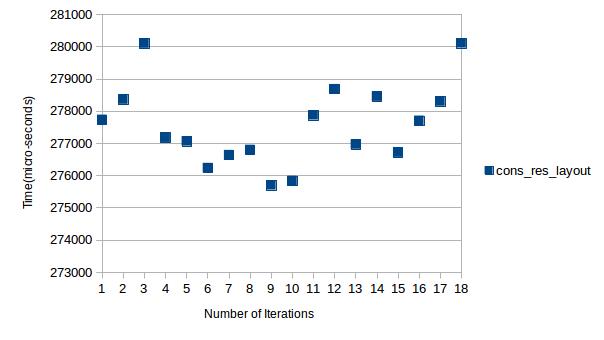 281000
280000
279000
278000
277000
276000
275000
274000
273000
Time(micro-seconds)
1 2 3 4 5 6 7 8 9 10 11 12 13 14 15 16 17 18
Number of Iterations
cons_res_layout